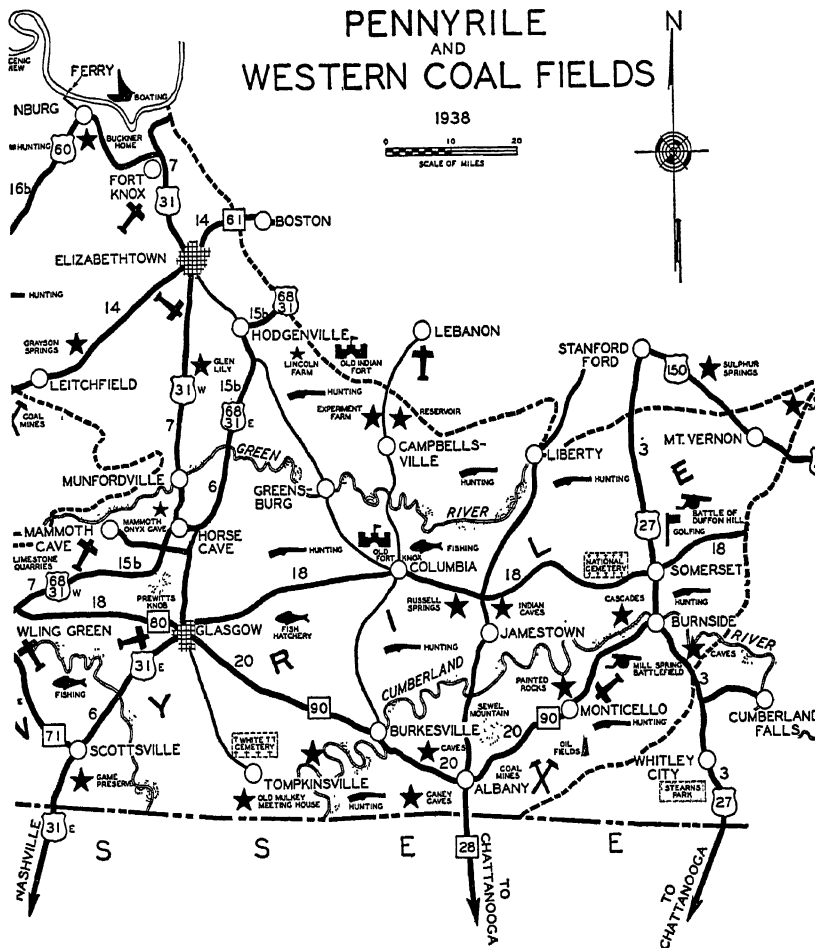 PENNYRILE
AND
WESTERN COAL FIELDS
1938
0 10 20
SCALE OF MILES
N
CENIC
IEW
FERRY
BOATING
NBURG
HUNTING
60
BUCKNER
HOME
7
16b
FORT
KNOX
31
14
61
BOSTON
ELIZABETHTOWN
HUNTING
14
15b
68
31
HODGENVILLE
LEBANON
GRAYSON
SPRINGS
GLEN
LILY
LINCOLN
FARM
OLD INDIAN
FORT
STANFORD
FORD
150
SULPHUR
SPRINGS
LEITCHFIELD
31 W
15b
HUNTING
COAL
MINES
68
31 E
EXPERIMENT
FARM
RESERVOIR
7
3
MT. VERNON
CAMPBELLS-
VILLE
LIBERTY
GREEN
MUNFORDVILLE
6
GREENS-
BURG
HUNTING
HUNTING
E
RIVER
27
BATTLE OF
DUFFON HILL
GOLFING
MAMMOTH
CAVE
MAMMOTH
ONYX CAVE
HORSE
CAVE
LIMESTONE
QUARRIES
15b
HUNTING
OLD
FORT KNOX
FISHING
L
18
7
68
31 W
18
COLUMBIA
18
NATIONAL
CEMETERY
SOMERSET
18
PREWITTS
KNOB
80
RUSSELL
SPRINGS
INDIAN
CAVES
CASCADES
HUNTING
WLING GREEN
GLASGOW
FISH
HATCHERY
I
JAMESTOWN
BURNSIDE
RIVER
31 E
20
R
HUNTING
CAVES
FISHING
CUMBERLAND
MILL SPRING
BATTLEFIELD
3
6
Y
PAINTED
ROCKS
90
SEWEL
MOUNTAIN
90
MONTICELLO
CUMBERLAND
FALLS
71
BURKESVILLE
20
HUNTING
SCOTTSVILLE
WHITE
CEMETERY
CAVES
OIL
FIELDS
WHITLEY
CITY
20
COAL
MINES
3
GAME
PRESERVE
TOMPKINSVILLE
ALBANY
STEARNS
PARK
OLD MULKEY
MEETING HOUSE
HUNTING
CANEY
CAVES
27
31 E
S
S
E
E
28
NASHVILLE
TO
CHATTANOOGA
TO
CHATTANOOGA